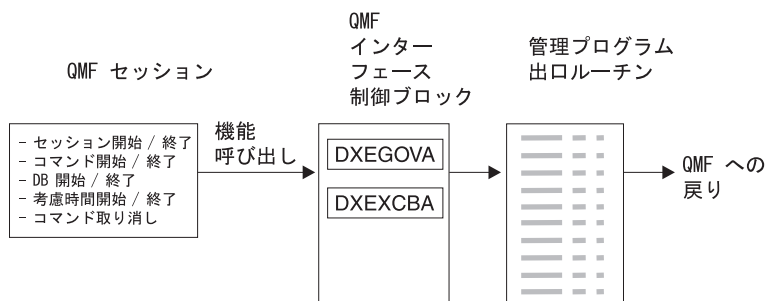 QMF セッション
- セッション開始 / 終了
- コマンド開始 / 終了
- DB 開始 / 終了
- 考慮時間開始 / 終了
- コマンド取り消し
機能
呼び出し
QMF
インター
フェース
制御ブロック
DXEGOVA
DXEXCBA
管理プログラム
出口ルーチン
QMF への
戻り